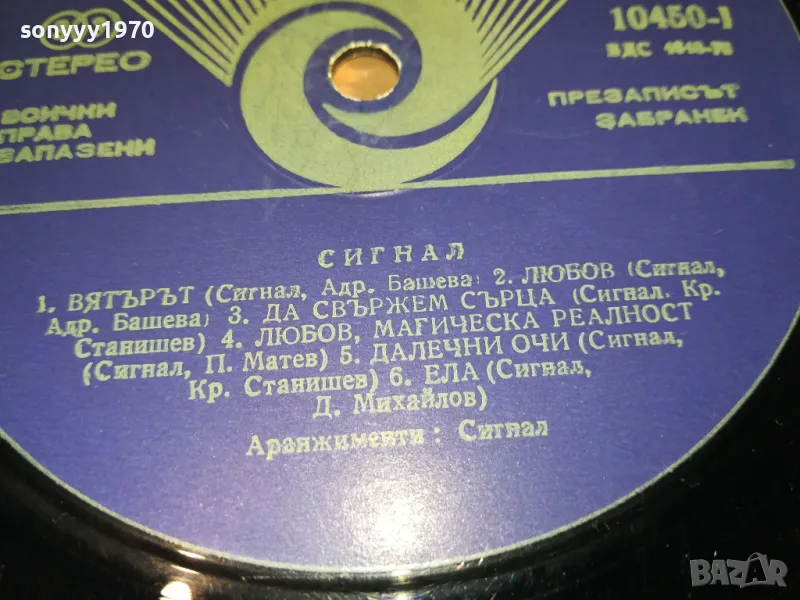 sonyyy1970
СТЕРЕО
10450-I
ВСИЧКИ
ПРАВА
ЗАПАЗЕНИ
ПРЕЗАПИСЪТ
ЗАБРАНЕН
СИГНАЛ
1. ВЯТЪРЪТ (Сигнал, Адр. Башева) 2. ЛЮБОВ (Сигнал,
Адр. Башева) 3. ДА СВЪРЖЕМ СЪРЦА (Сигнал, Кр.
Станишев) 4. ЛЮБОВ, МАГИЧЕСКА РЕАЛНОСТ
(Сигнал, П. Матев) 5. ДАЛЕЧНИ ОЧИ (Сигнал,
Кр. Станишев) 6. ЕЛА (Сигнал,
Д. Михайлов)
Аранжименти: Сигнал
BAZAR